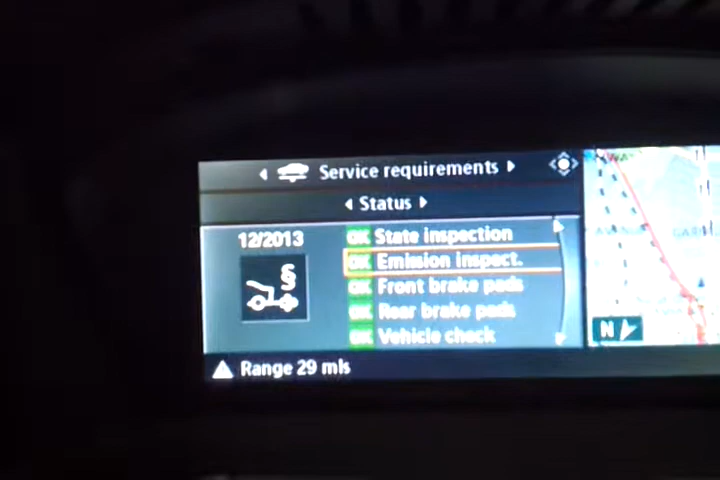 Service requirements
Status
12/2013
OK State inspection
OK Emission inspect.
OK Front brake pads
OK Rear brake pads
OK Vehicle check
§
Range 29 mls
N